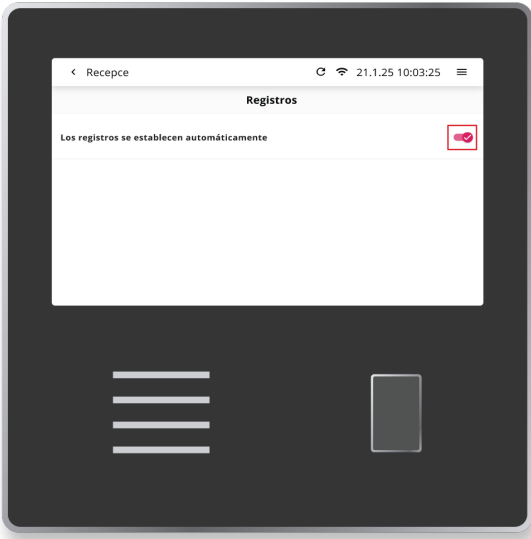 Recepce
21.1.25 10:03:25
Registros
Los registros se establecen automáticamente